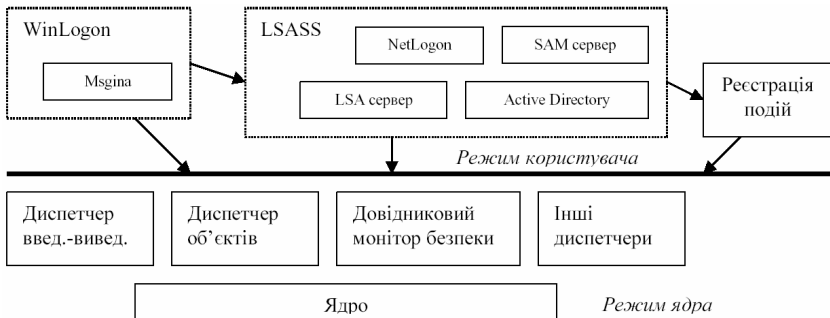 WinLogon
Msgina
LSASS
NetLogon
SAM сервер
LSA сервер
Active Directory
Реєстрація
подій
Режим користувача
Диспетчер
введ.-вивед.
Диспетчер
об’єктів
Довідниковий
монітор безпеки
Інші
диспетчери
Ядро
Режим ядра